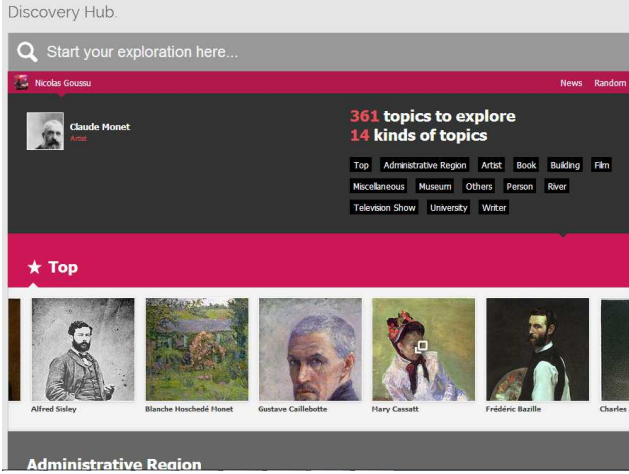 Discovery Hub.
Start your exploration here...
Nicolas Goussu
News Random
Claude Monet
Artist
361 topics to explore
14 kinds of topics
Top Administrative Region Artist Book Building Film
Miscellaneous Museum Others Person River
Television Show University Writer
★ Top
Alfred Sisley Blanche Hoschedé Monet Gustave Caillebotte Mary Cassatt Frédéric Bazille Charles
Administrative Region